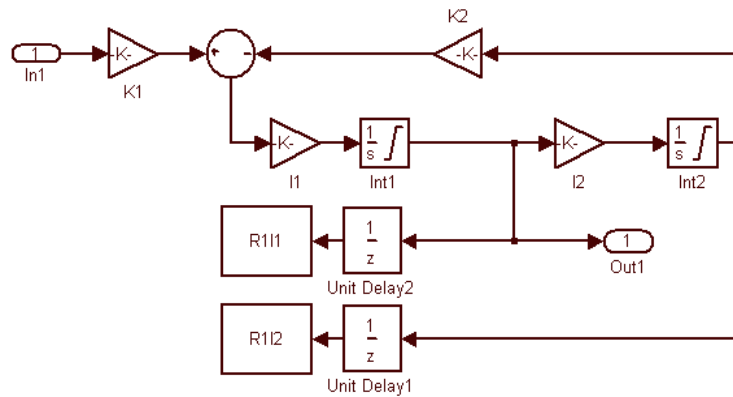 K2
1
-K-
+
-
-K-
In1
K1
-K-
1
s
-K-
1
s
I1
Int1
I2
Int2
R1I1
1
z
1
Unit Delay2
Out1
R1I2
1
z
Unit Delay1